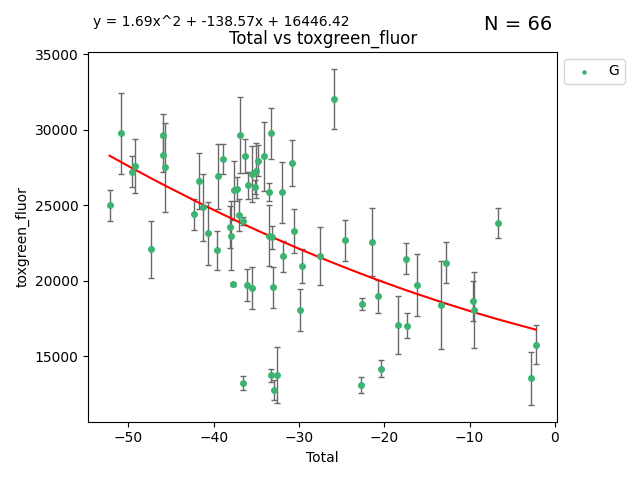 y = 1.69x^2 + -138.57x + 16446.42
N = 66
Total vs toxgreen_fluor
G
toxgreen_fluor
35000
30000
25000
20000
15000
−50
−40
−30
−20
−10
0
Total